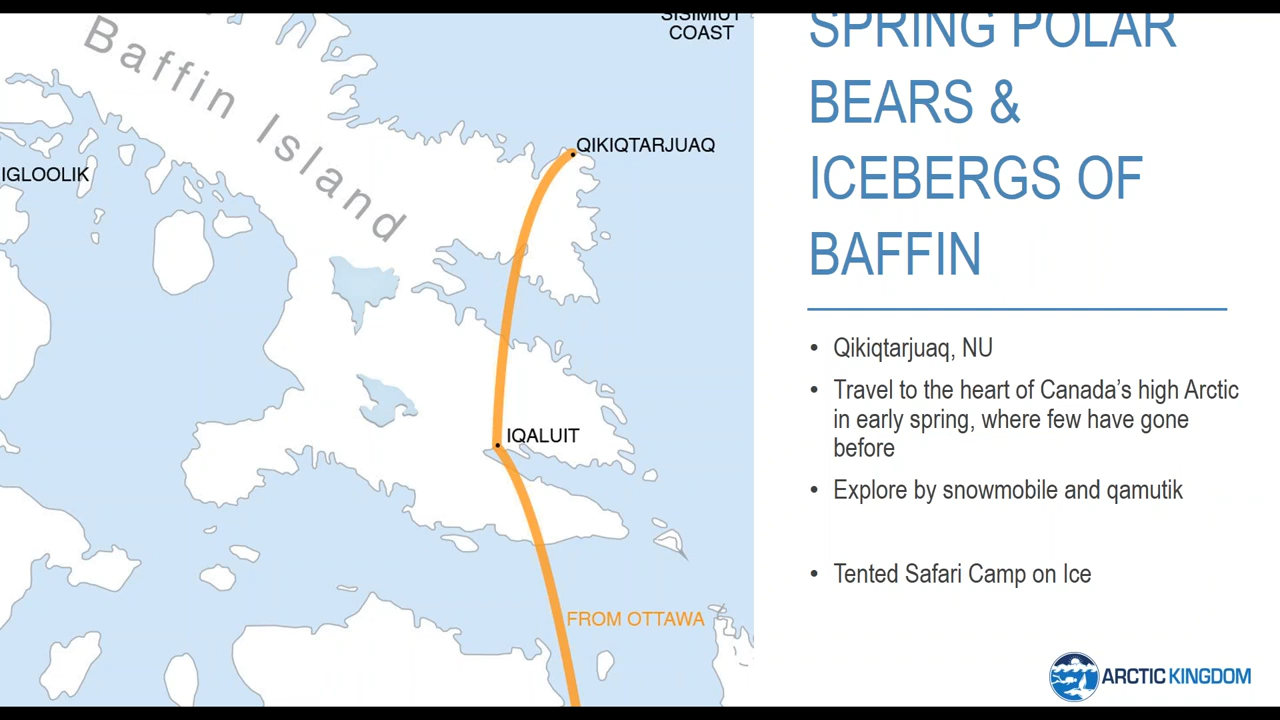 SISIMIUT
COAST
Baffin Island
QIKIQTARJUAQ
IGLOOLIK
IQALUIT
FROM OTTAWA
SPRING POLAR
BEARS &
ICEBERGS OF
BAFFIN
• Qikiqtarjuaq, NU
• Travel to the heart of Canada's high Arctic
in early spring, where few have gone
before
• Explore by snowmobile and qamutik
• Tented Safari Camp on Ice
ARCTIC KINGDOM